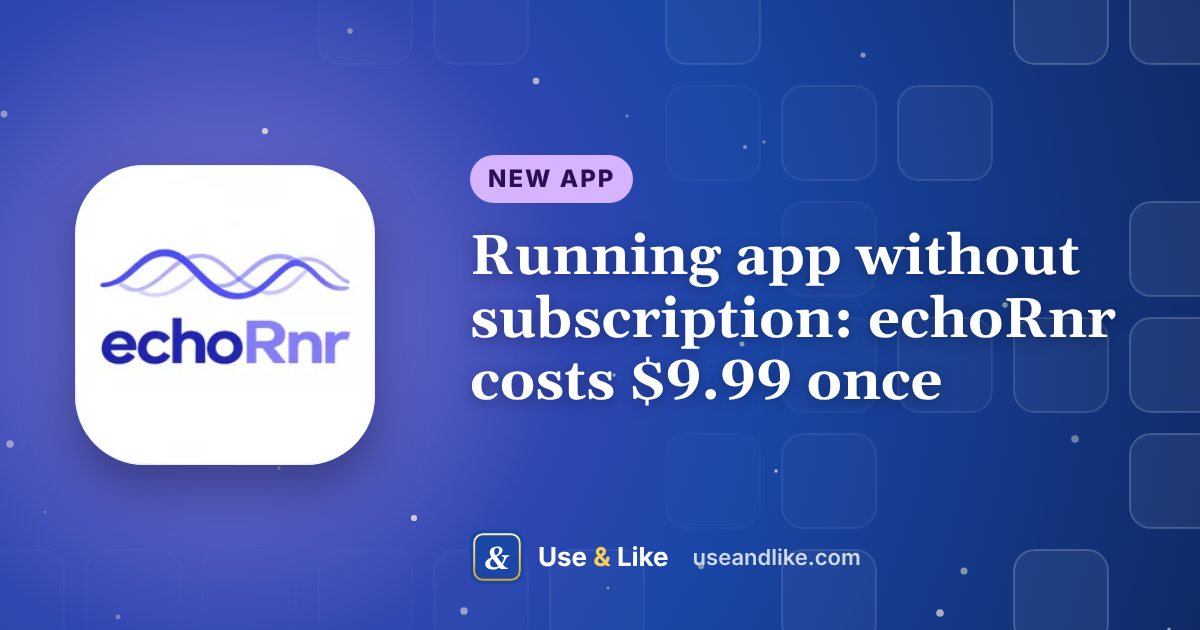 echoRnr
NEW APP
Running app without
subscription: echoRnr
costs $9.99 once
& Use & Like useandlike.com